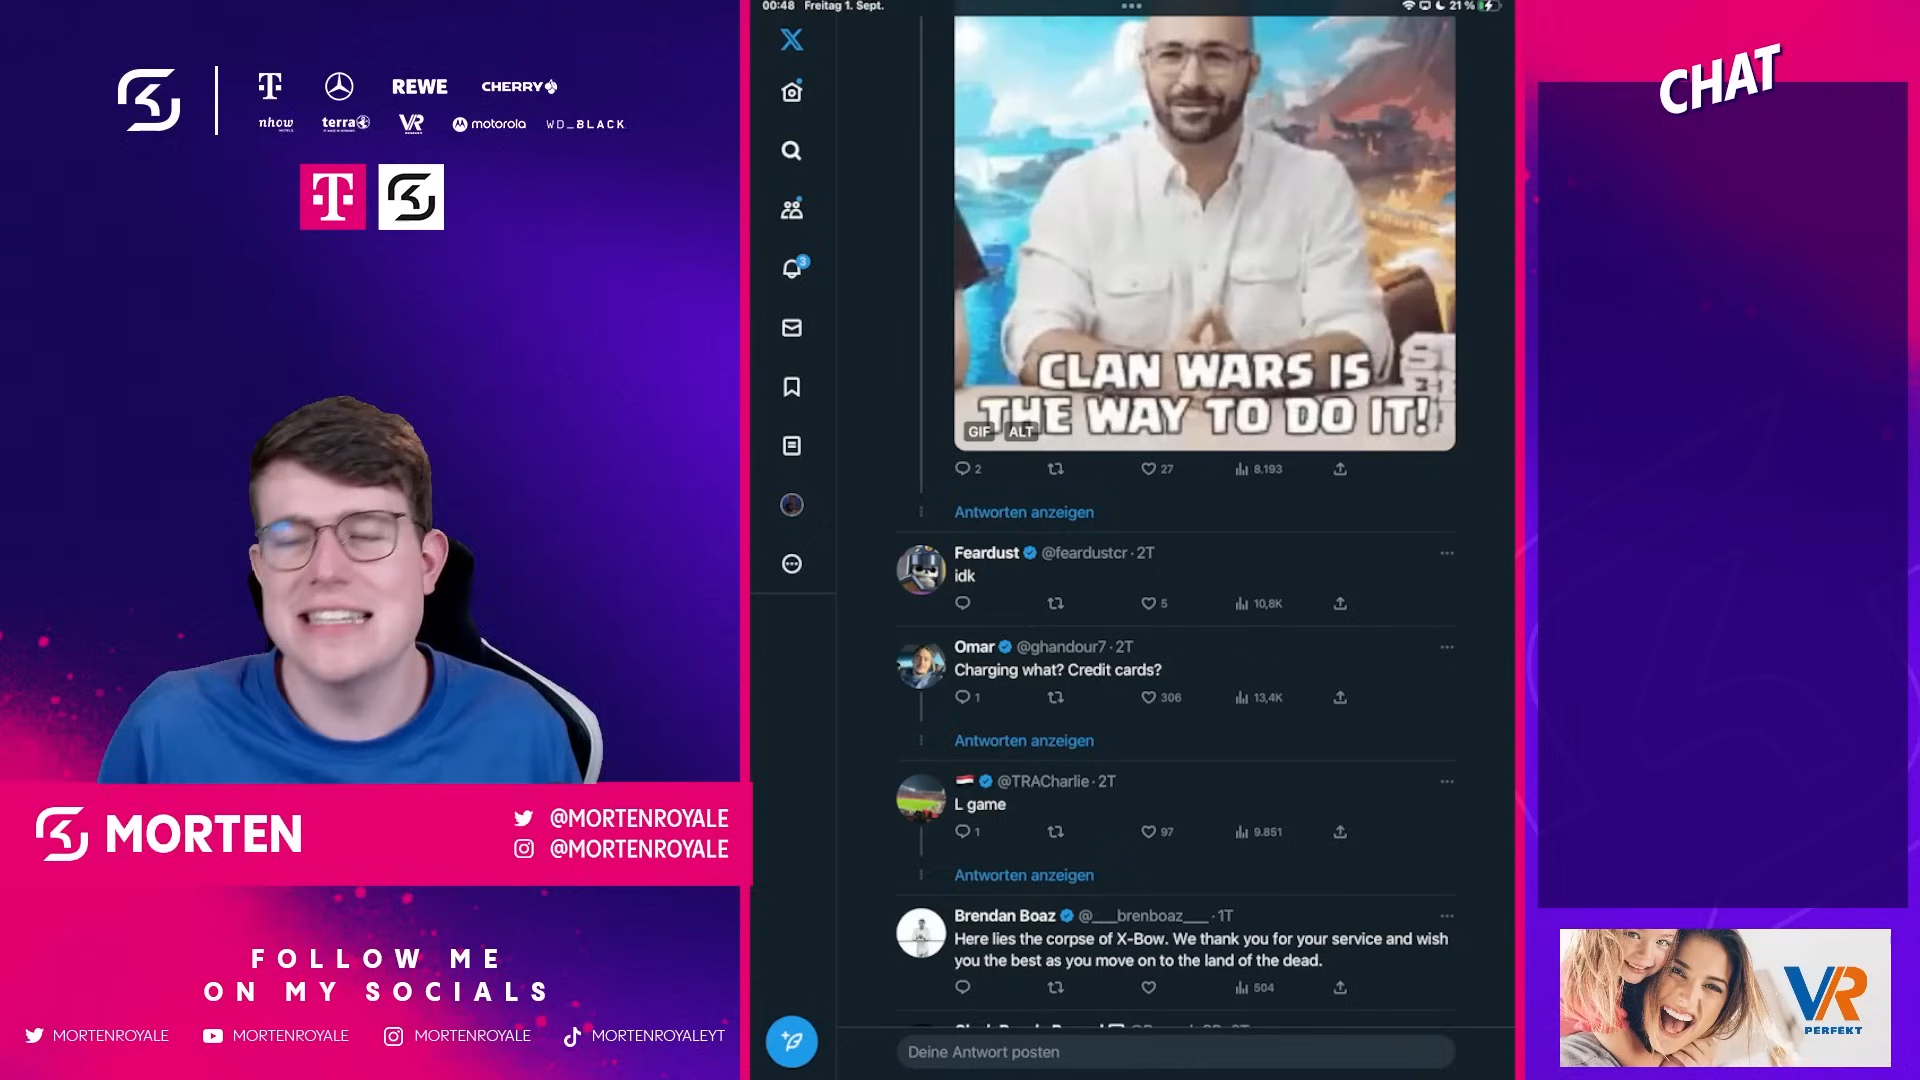 T
REWE
CHERRY
nhow
terra
VR
motorola
WD_BLACK
T
MORTEN
@MORTENROYALE
@MORTENROYALE
FOLLOW ME
ON MY SOCIALS
MORTENROYALE
MORTENROYALE
MORTENROYALE
MORTENROYALEYT
00:48 Freitag 1. Sept.
21 %
X
3
CLAN WARS IS
THE WAY TO DO IT!
GIF ALT
2 27 8.193
Antworten anzeigen
Feardust @feardustcr · 2T
idk
5 10,8K
Omar @ghandour7 · 2T
Charging what? Credit cards?
1 306 13,4K
Antworten anzeigen
@TRACharlie · 2T
L game
1 97 9.851
Antworten anzeigen
Brendan Boaz @___brenboaz___ · 1T
Here lies the corpse of X-Bow. We thank you for your service and wish
you the best as you move on to the land of the dead.
504
Deine Antwort posten
CHAT
VR
PERFEKT